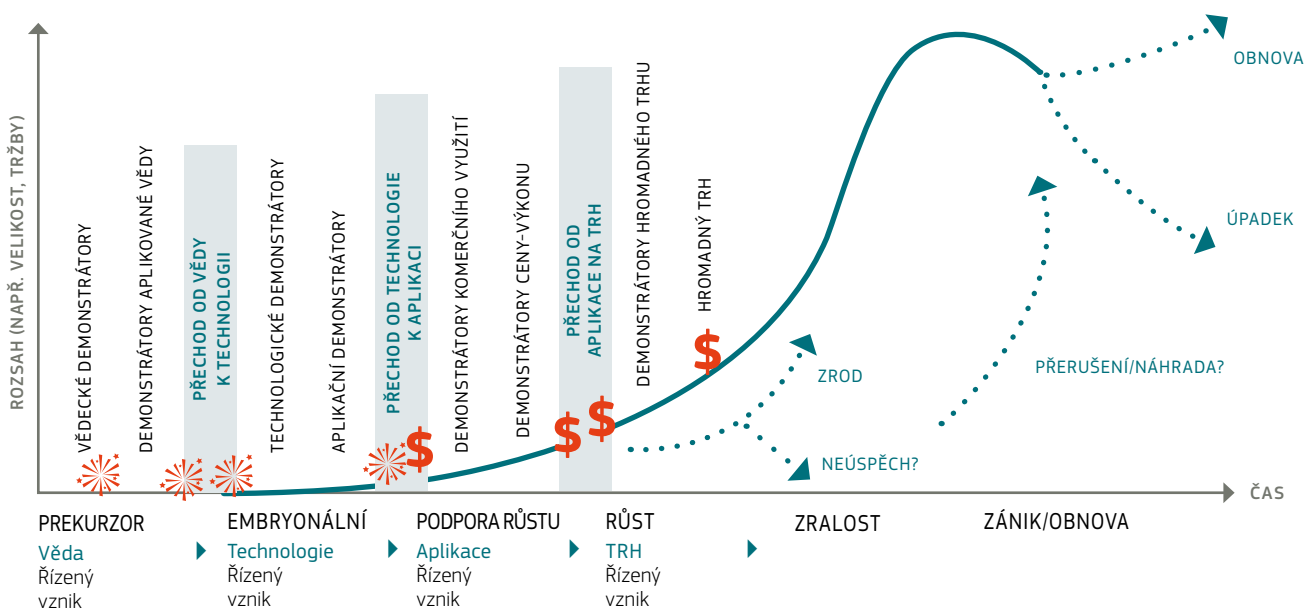 ROZSAH (NAPŘ. VELIKOST, TRŽBY)
VĚDECKÉ DEMONSTRÁTORY
DEMONSTRÁTORY APLIKOVANÉ VĚDY
PŘECHOD OD VĚDY
K TECHNOLOGII
TECHNOLOGICKÉ DEMONSTRÁTORY
APLIKAČNÍ DEMONSTRÁTORY
PŘECHOD OD TECHNOLOGIE
K APLIKACI
DEMONSTRÁTORY KOMERČNÍHO VYUŽITÍ
DEMONSTRÁTORY CENY-VÝKONU
PŘECHOD OD
APLIKACE NA TRH
DEMONSTRÁTORY HROMADNÉHO TRHU
HROMADNÝ TRH
$
$
$
$
OBNOVA
ÚPADEK
PŘERUŠENÍ/NÁHRADA?
ZROD
NEÚSPĚCH?
ČAS
PREKURZOR
Věda
Řízený
vznik
EMBRYONÁLNÍ
Technologie
Řízený
vznik
PODPORA RŮSTU
Aplikace
Řízený
vznik
RŮST
TRH
Řízený
vznik
ZRALOST
ZÁNIK/OBNOVA